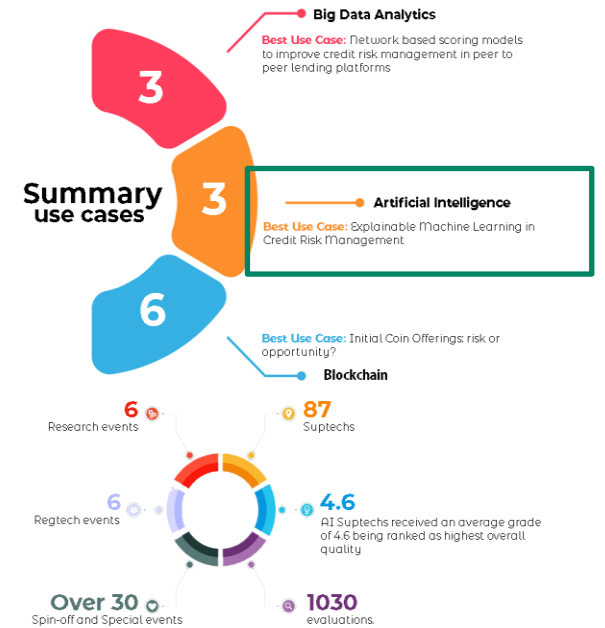 Big Data Analytics
Best Use Case: Network based scoring models
to improve credit risk management in peer to
peer lending platforms
3
Summary
use cases
3
Artificial Intelligence
Best Use Case: Explainable Machine Learning in
Credit Risk Management
6
Best Use Case: Initial Coin Offerings: risk or
opportunity?
Blockchain
6
Research events
87
Suptechs
6
Regtech events
4.6
AI Suptechs received an average grade
of 4.6 being ranked as highest overall
quality
Over 30
Spin-off and Special events
1030
evaluations.